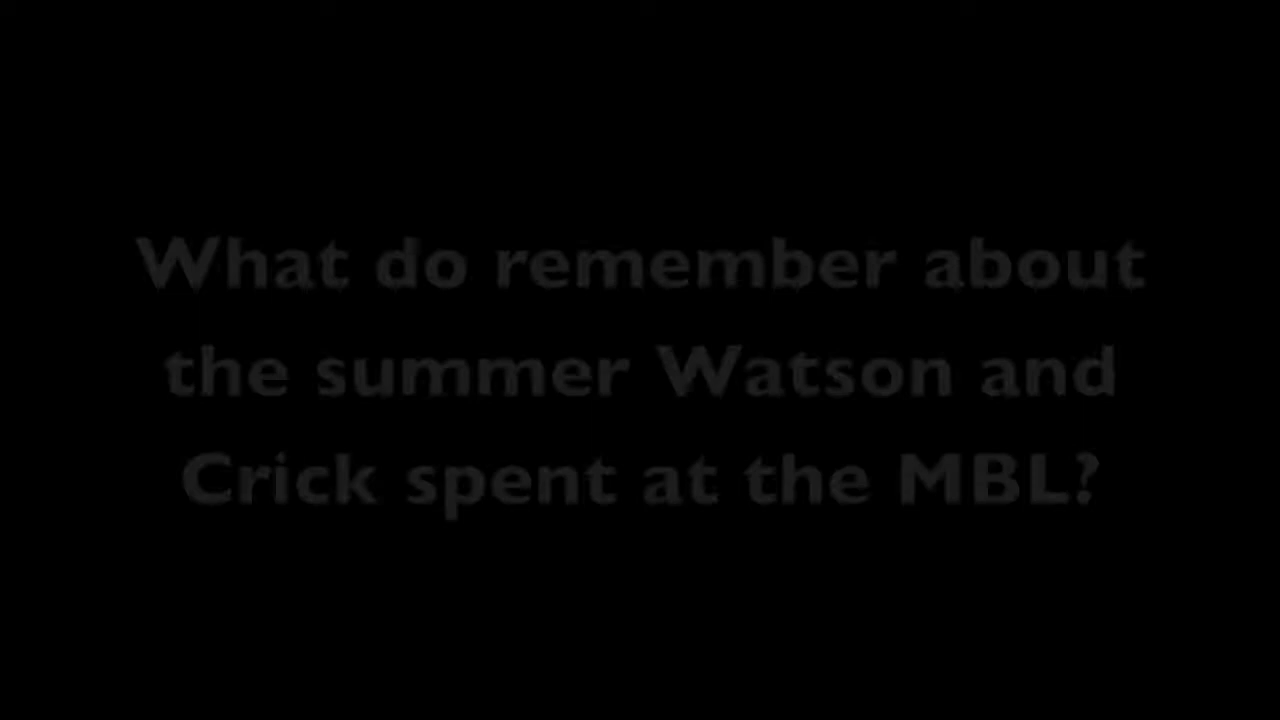 What do remember about
the summer Watson and
Crick spent at the MBL?